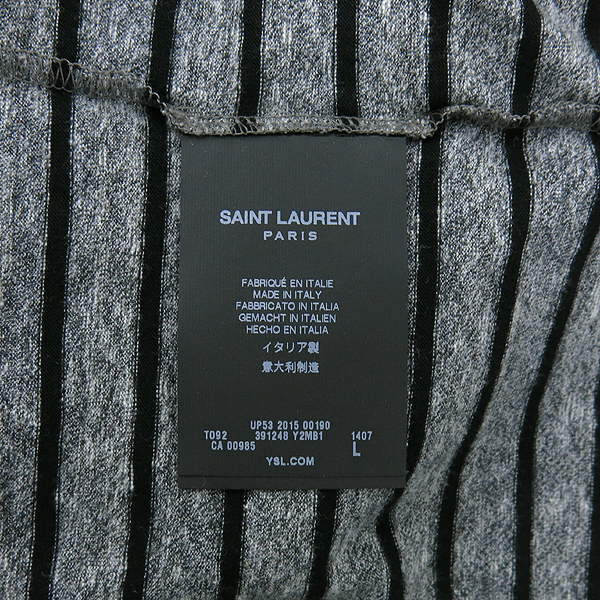 SAINT LAURENT
PARIS
FABRIQUÉ EN ITALIE
MADE IN ITALY
FABBRICATO IN ITALIA
GEMACHT IN ITALIEN
HECHO EN ITALIA
イタリア製
意大利制造
UP53 2015 00190
T092 391248 Y2MB1 1407
CA 00985 L
YSL.COM